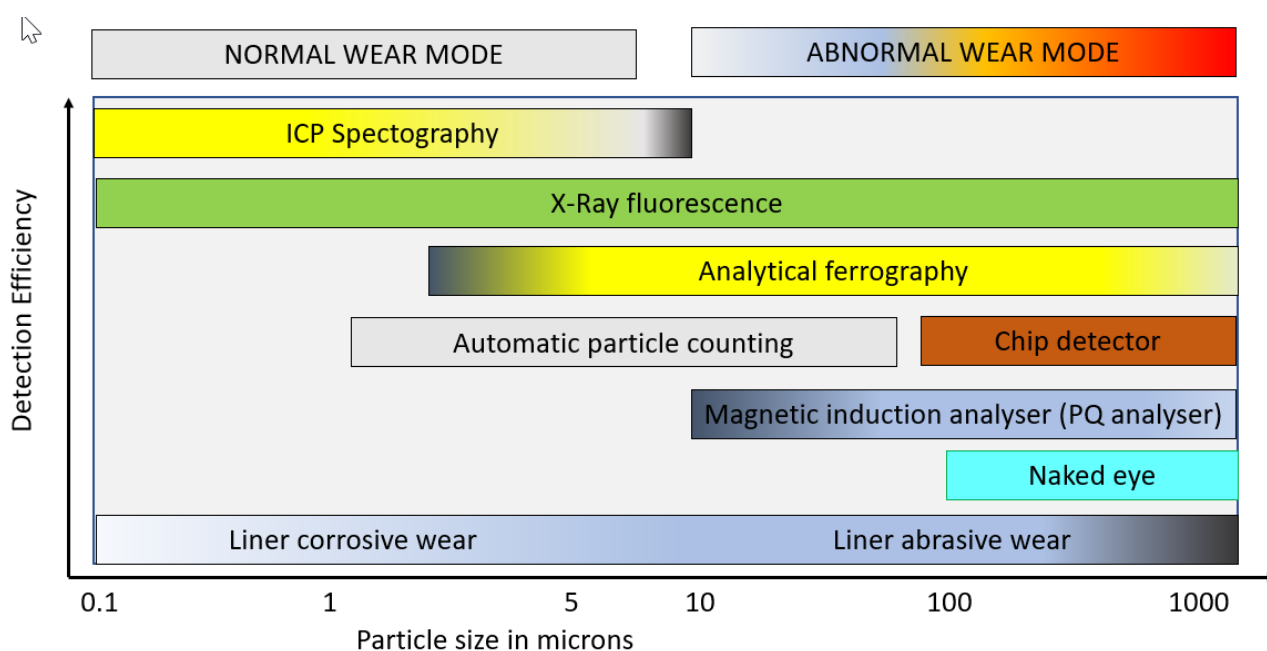 NORMAL WEAR MODE
ABNORMAL WEAR MODE
ICP Spectography
X-Ray fluorescence
Analytical ferrography
Automatic particle counting
Chip detector
Magnetic induction analyser (PQ analyser)
Naked eye
Liner corrosive wear
Liner abrasive wear
Detection Efficiency
0.1
1
5
10
100
1000
Particle size in microns